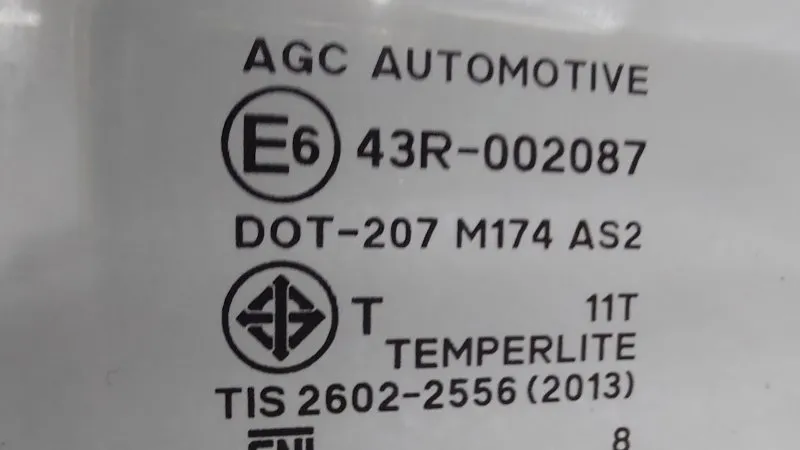 AGC AUTOMOTIVE
E6 43R-002087
DOT-207 M174 AS2
T 11T
TEMPERLITE
TIS 2602-2556 (2013)
8